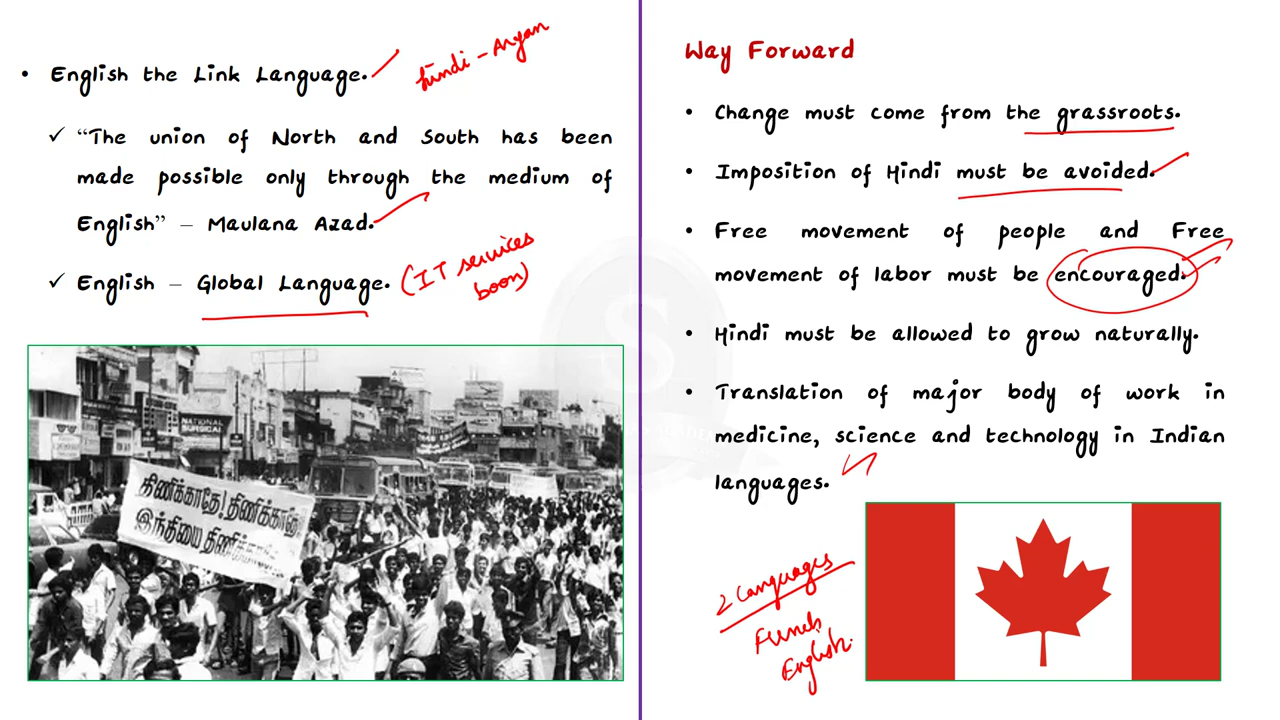 • English the Link Language.
Hindi - Aryan
✓ “The union of North and South has been
made possible only through the medium of
English” – Maulana Azad.
✓ English – Global Language.
(IT services
boon)
NATIONAL
SURGICAL
திணிக்காதே! திணிக்காதே
இந்தியை திணிக்காதே
Way Forward
• Change must come from the grassroots.
• Imposition of Hindi must be avoided.
• Free movement of people and Free
movement of labor must be encouraged.
• Hindi must be allowed to grow naturally.
• Translation of major body of work in
medicine, science and technology in Indian
languages.
2 Languages
French
English.